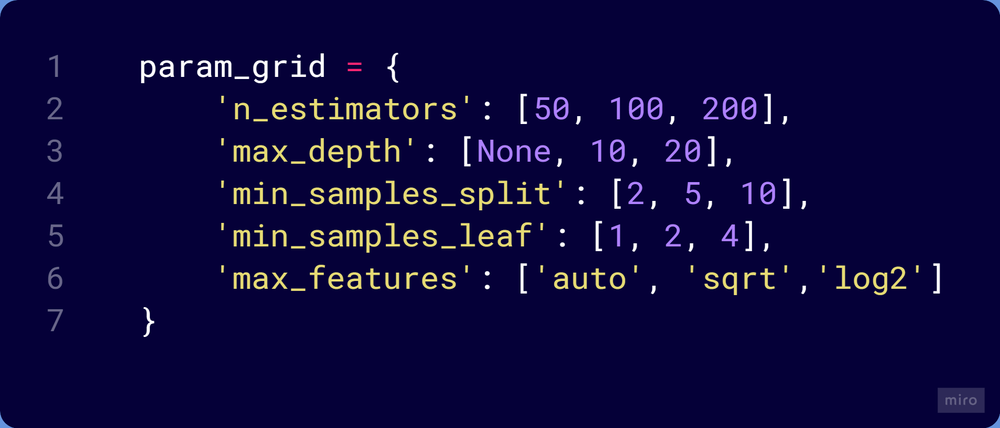 1 param_grid = {
2 'n_estimators': [50, 100, 200],
3 'max_depth': [None, 10, 20],
4 'min_samples_split': [2, 5, 10],
5 'min_samples_leaf': [1, 2, 4],
6 'max_features': ['auto', 'sqrt','log2']
7 }
miro